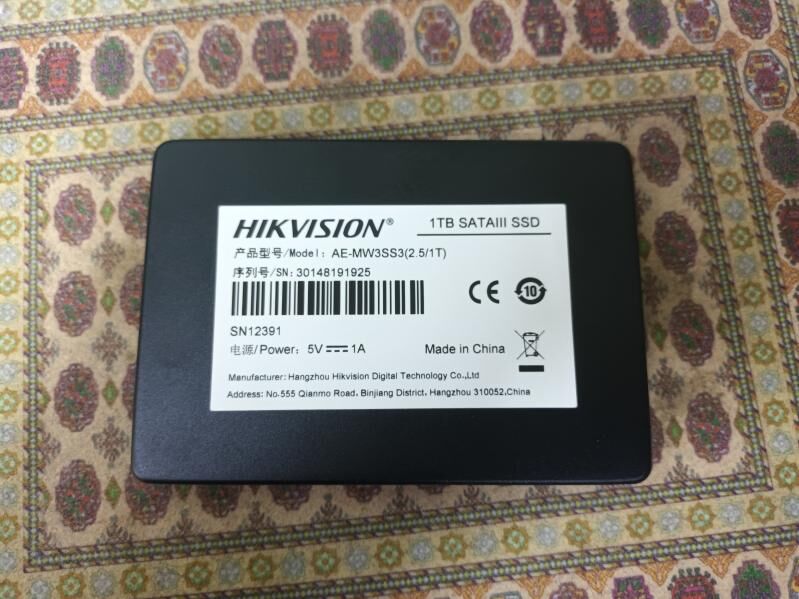 HIKVISION® 1TB SATAIII SSD
产品型号/Model: AE-MW3SS3(2.5/1T)
序列号/SN: 30148191925
CE 10
SN12391
电源/Power: 5V⎓1A Made in China
Manufacturer: Hangzhou Hikvision Digital Technology Co.,Ltd
Address: No.555 Qianmo Road, Binjiang District, Hangzhou 310052,China